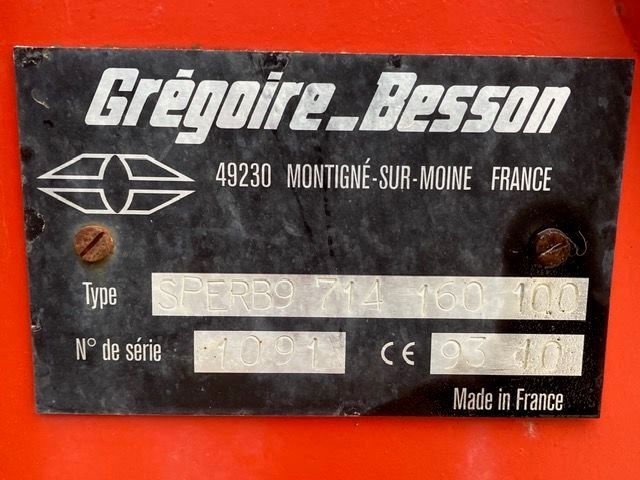 Grégoire_Besson
49230 MONTIGNÉ-SUR-MOINE FRANCE
Type SPERB9 714 160 100
N° de série 1091 CE 93 10
Made in France